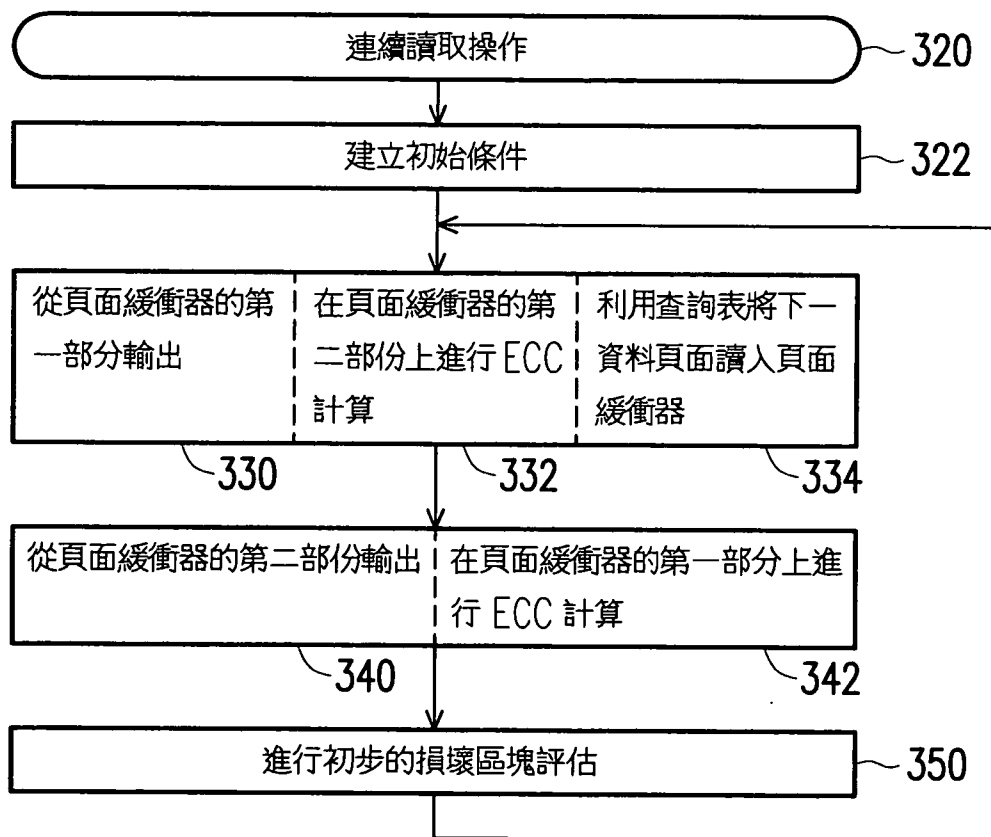 連續讀取操作
320
建立初始條件
322
從頁面緩衝器的第
一部分輸出
330
在頁面緩衝器的第
二部份上進行 ECC
計算
332
利用查詢表將下一
資料頁面讀入頁面
緩衝器
334
從頁面緩衝器的第二部份輸出
340
在頁面緩衝器的第一部分上進
行 ECC 計算
342
進行初步的損壞區塊評估
350